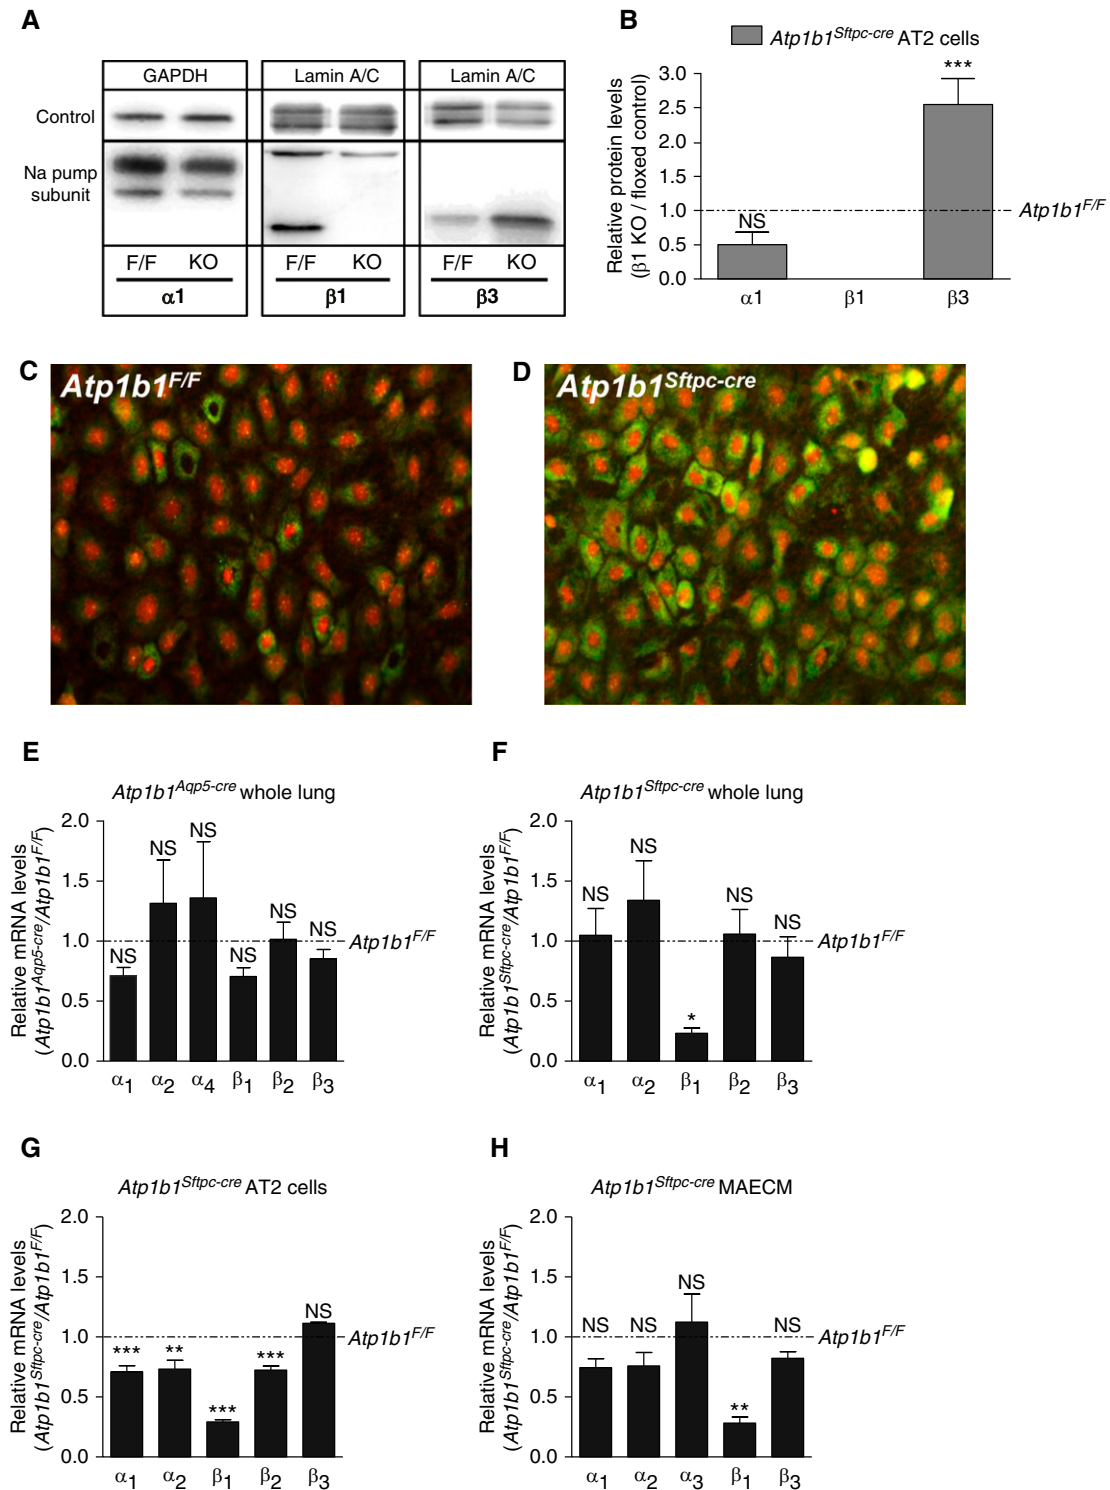 A
GAPDH
Lamin A/C
Lamin A/C
Control
Na pump
subunit
F/F KO
F/F KO
F/F KO
α1
β1
β3
B
Atp1b1Sftpc-cre AT2 cells
Relative protein levels
(β1 KO / floxed control)
3.0
2.5
2.0
1.5
1.0
0.5
0.0
NS
***
Atp1b1F/F
α1 β1 β3
C
Atp1b1F/F
D
Atp1b1Sftpc-cre
E
Atp1b1Aqp5-cre whole lung
Relative mRNA levels
(Atp1b1Aqp5-cre/Atp1b1F/F)
2.0
1.5
1.0
0.5
0.0
NS NS NS NS NS NS
Atp1b1F/F
α1 α2 α4 β1 β2 β3
F
Atp1b1Sftpc-cre whole lung
Relative mRNA levels
(Atp1b1Sftpc-cre/Atp1b1F/F)
2.0
1.5
1.0
0.5
0.0
NS NS * NS NS
Atp1b1F/F
α1 α2 β1 β2 β3
G
Atp1b1Sftpc-cre AT2 cells
Relative mRNA levels
(Atp1b1Sftpc-cre/Atp1b1F/F)
2.0
1.5
1.0
0.5
0.0
*** ** *** *** NS
Atp1b1F/F
α1 α2 β1 β2 β3
H
Atp1b1Sftpc-cre MAECM
Relative mRNA levels
(Atp1b1Sftpc-cre/Atp1b1F/F)
2.0
1.5
1.0
0.5
0.0
NS NS NS ** NS
Atp1b1F/F
α1 α2 α3 β1 β3